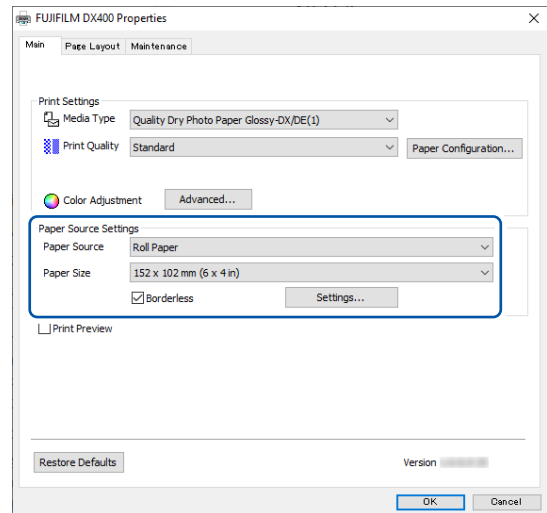 FUJIFILM DX400 Properties
Main Page Layout Maintenance
Print Settings
Media Type Quality Dry Photo Paper Glossy-DX/DE(1)
Print Quality Standard Paper Configuration...
Color Adjustment Advanced...
Paper Source Settings
Paper Source Roll Paper
Paper Size 152 x 102 mm (6 x 4 in)
Borderless Settings...
Print Preview
Restore Defaults Version
OK Cancel